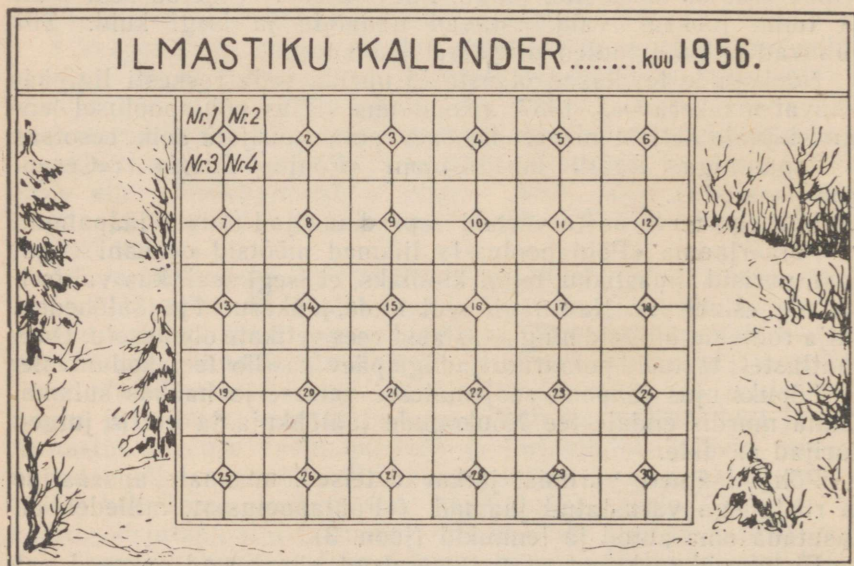 ILMASTIKU KALENDER.........kuu 1956.
Nr.1 Nr.2
1 2 3 4 5 6
Nr.3 Nr.4
7 8 9 10 11 12
13 14 15 16 17 18
19 20 21 22 23 24
25 26 27 28 29 30